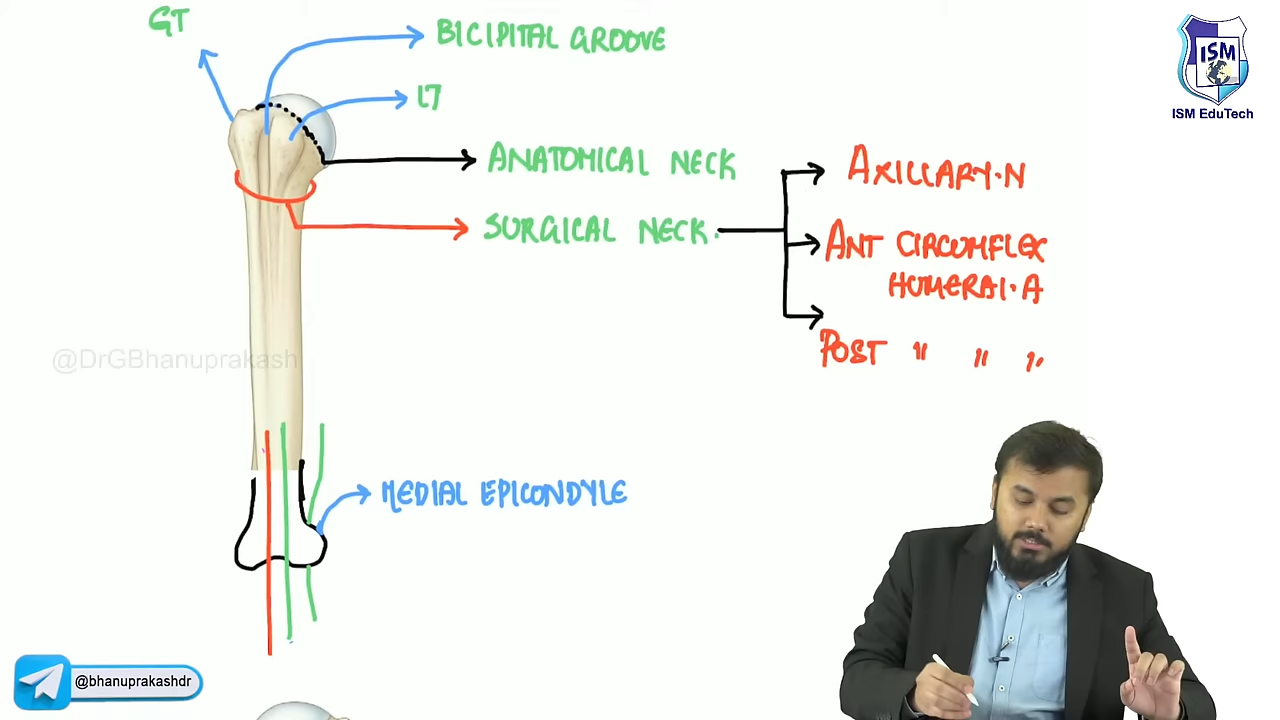 GT
BICIPITAL GROOVE
LT
ANATOMICAL NECK
SURGICAL NECK.
AXILLARY.N
ANT CIRCUMFLEX
HUMERAL.A
POST " " "
MEDIAL EPICONDYLE
@DrGBhanuprakash
@bhanuprakashdr
ISM
ISM EduTech